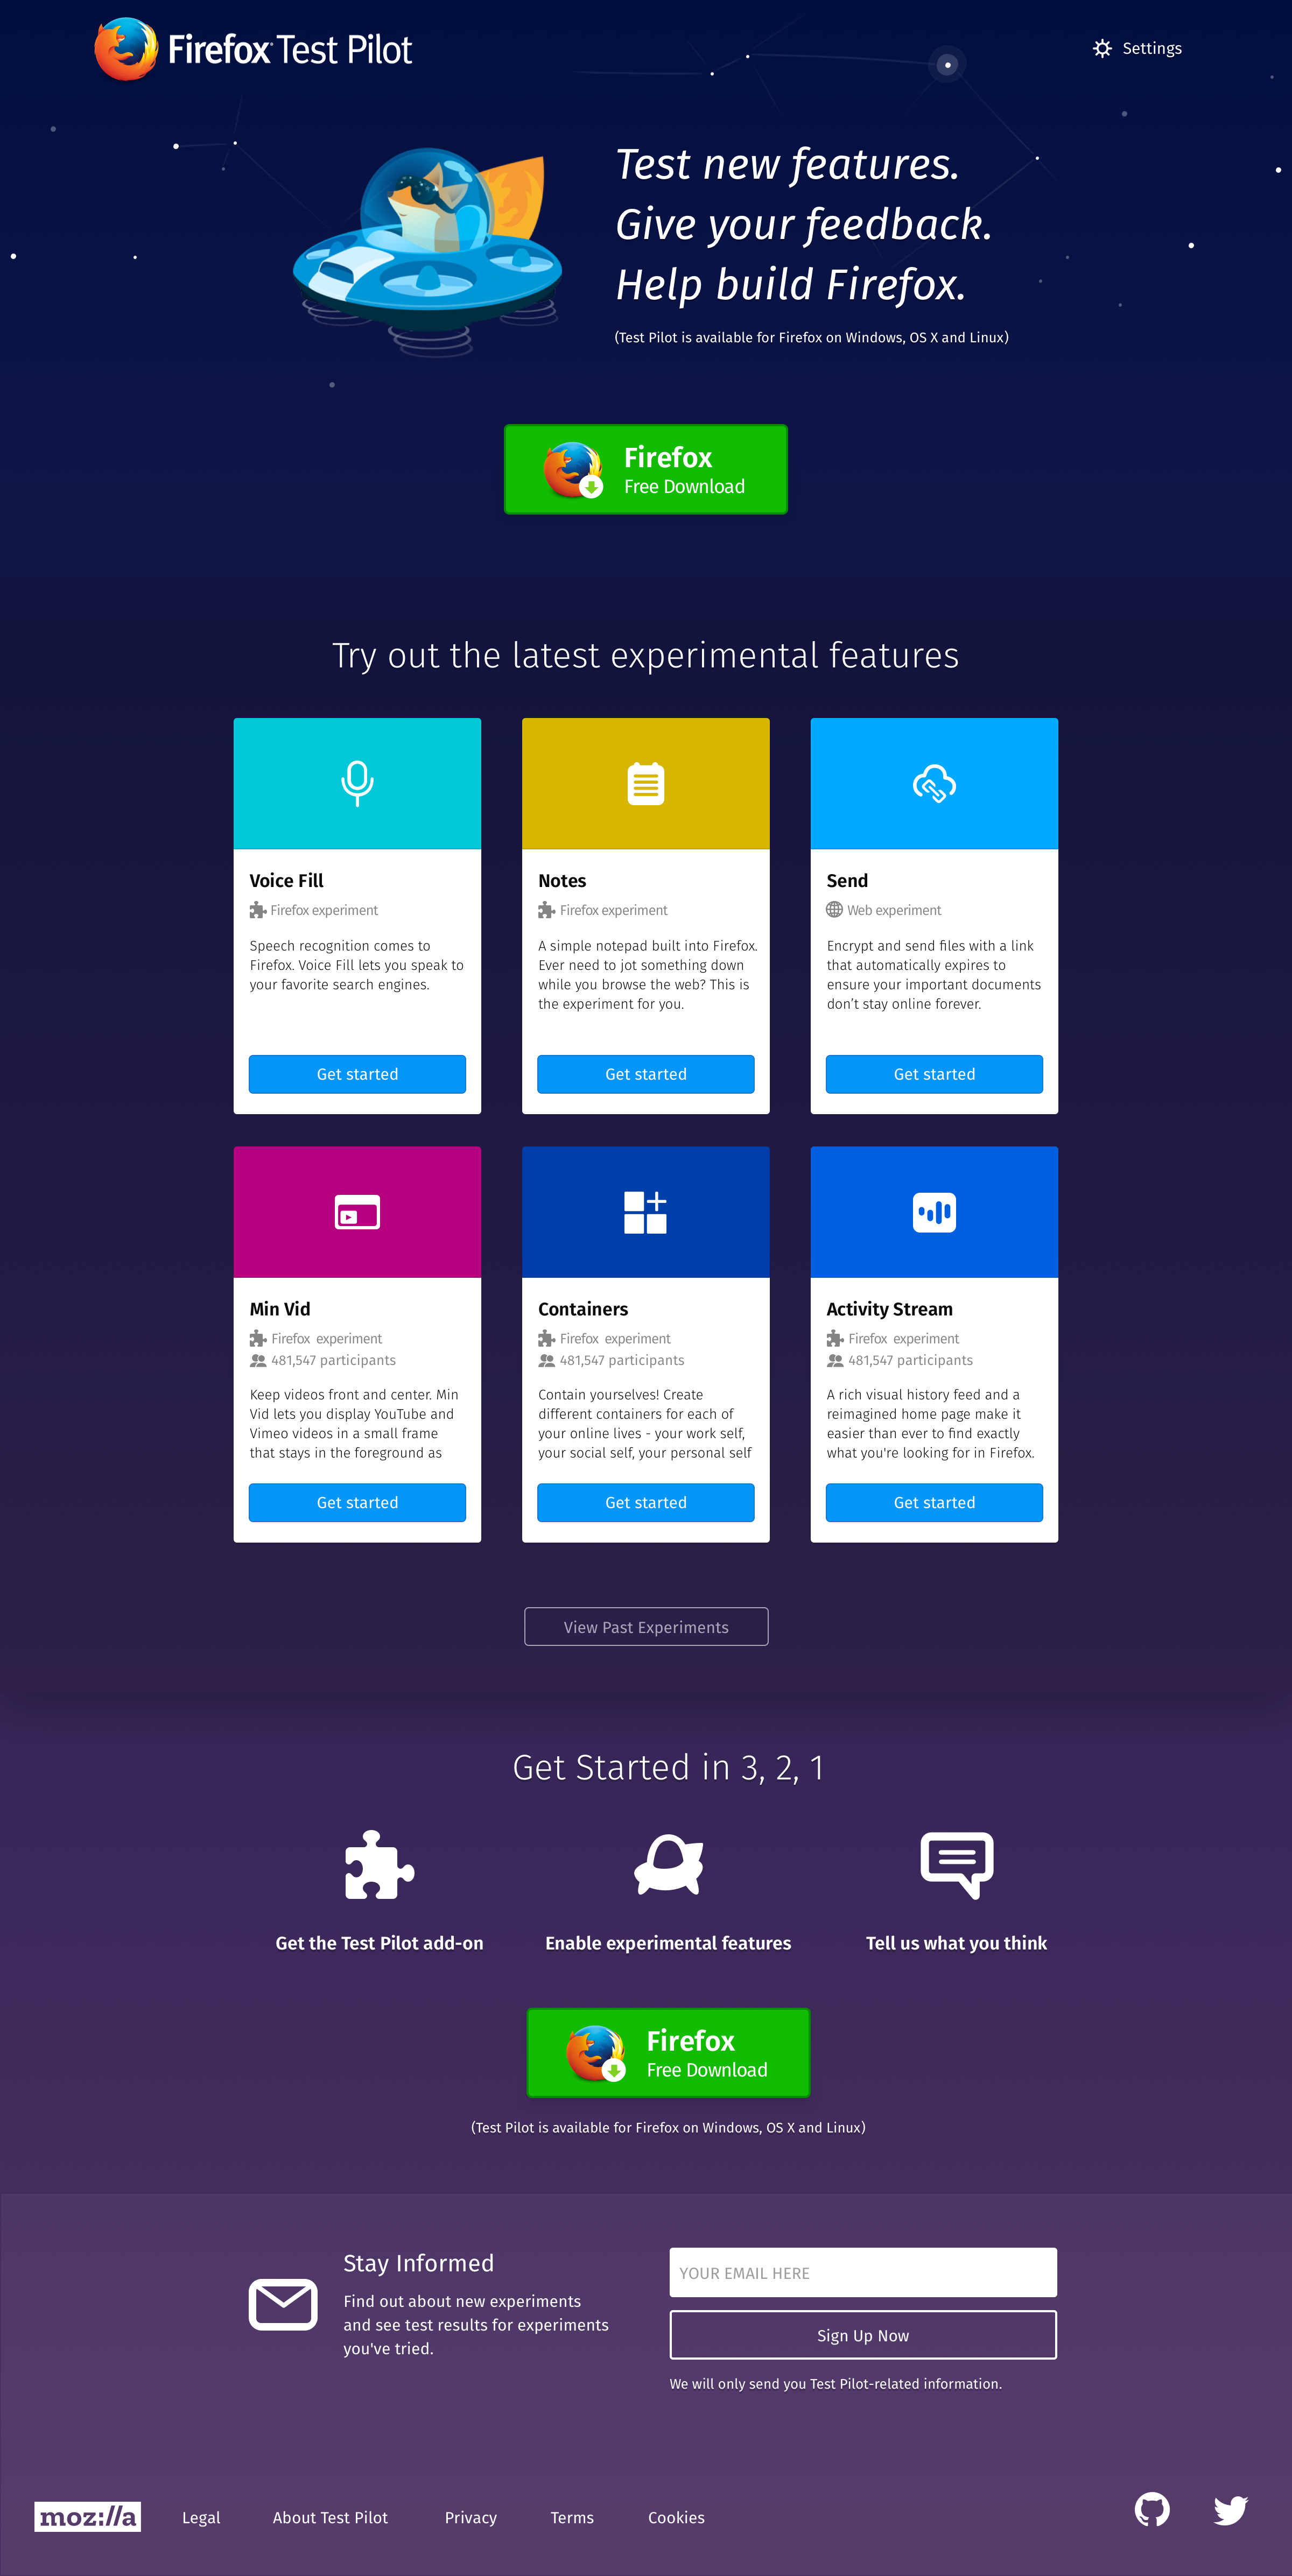 Firefox Test Pilot
Settings
Test new features.
Give your feedback.
Help build Firefox.
(Test Pilot is available for Firefox on Windows, OS X and Linux)
Firefox
Free Download
Try out the latest experimental features
Voice Fill
Firefox experiment
Speech recognition comes to
Firefox. Voice Fill lets you speak to
your favorite search engines.
Get started
Notes
Firefox experiment
A simple notepad built into Firefox.
Ever need to jot something down
while you browse the web? This is
the experiment for you.
Get started
Send
Web experiment
Encrypt and send files with a link
that automatically expires to
ensure your important documents
don’t stay online forever.
Get started
Min Vid
Firefox experiment
481,547 participants
Keep videos front and center. Min
Vid lets you display YouTube and
Vimeo videos in a small frame
that stays in the foreground as
Get started
Containers
Firefox experiment
481,547 participants
Contain yourselves! Create
different containers for each of
your online lives - your work self,
your social self, your personal self
Get started
Activity Stream
Firefox experiment
481,547 participants
A rich visual history feed and a
reimagined home page make it
easier than ever to find exactly
what you're looking for in Firefox.
Get started
View Past Experiments
Get Started in 3, 2, 1
Get the Test Pilot add-on
Enable experimental features
Tell us what you think
Firefox
Free Download
(Test Pilot is available for Firefox on Windows, OS X and Linux)
Stay Informed
Find out about new experiments
and see test results for experiments
you've tried.
YOUR EMAIL HERE
Sign Up Now
We will only send you Test Pilot-related information.
moz://a
Legal
About Test Pilot
Privacy
Terms
Cookies